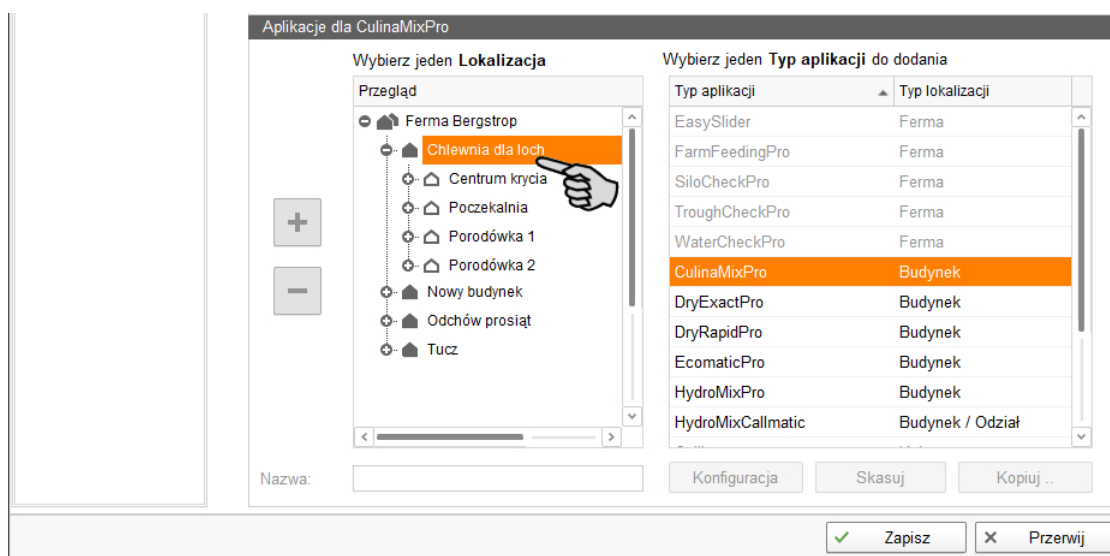 Aplikacje dla CulinaMixPro
Wybierz jeden Lokalizacja
Wybierz jeden Typ aplikacji do dodania
Przegląd
Ferma Bergstrop
Chlewnia dla loch
Centrum krycia
Poczekalnia
Porodówka 1
Porodówka 2
Nowy budynek
Odchów prosiąt
Tucz
Typ aplikacji Typ lokalizacji
EasySlider Ferma
FarmFeedingPro Ferma
SiloCheckPro Ferma
TroughCheckPro Ferma
WaterCheckPro Ferma
CulinaMixPro Budynek
DryExactPro Budynek
DryRapidPro Budynek
EcomaticPro Budynek
HydroMixPro Budynek
HydroMixCallmatic Budynek / Odział
Nazwa:
Konfiguracja Skasuj Kopiuj ..
Zapisz Przerwij